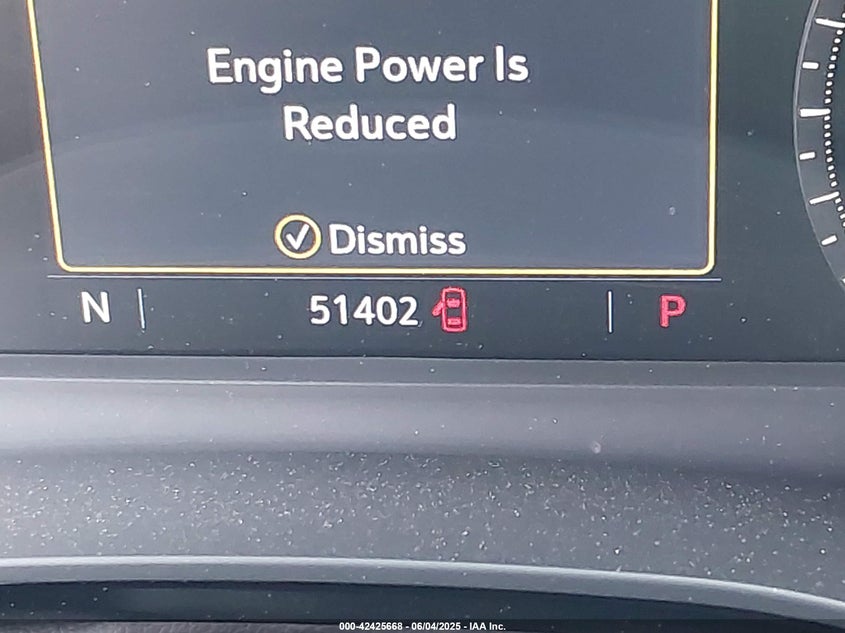 Engine Power Is
Reduced
Dismiss
N 51402 P
000-42425668 - 06/04/2025 - IAA Inc.